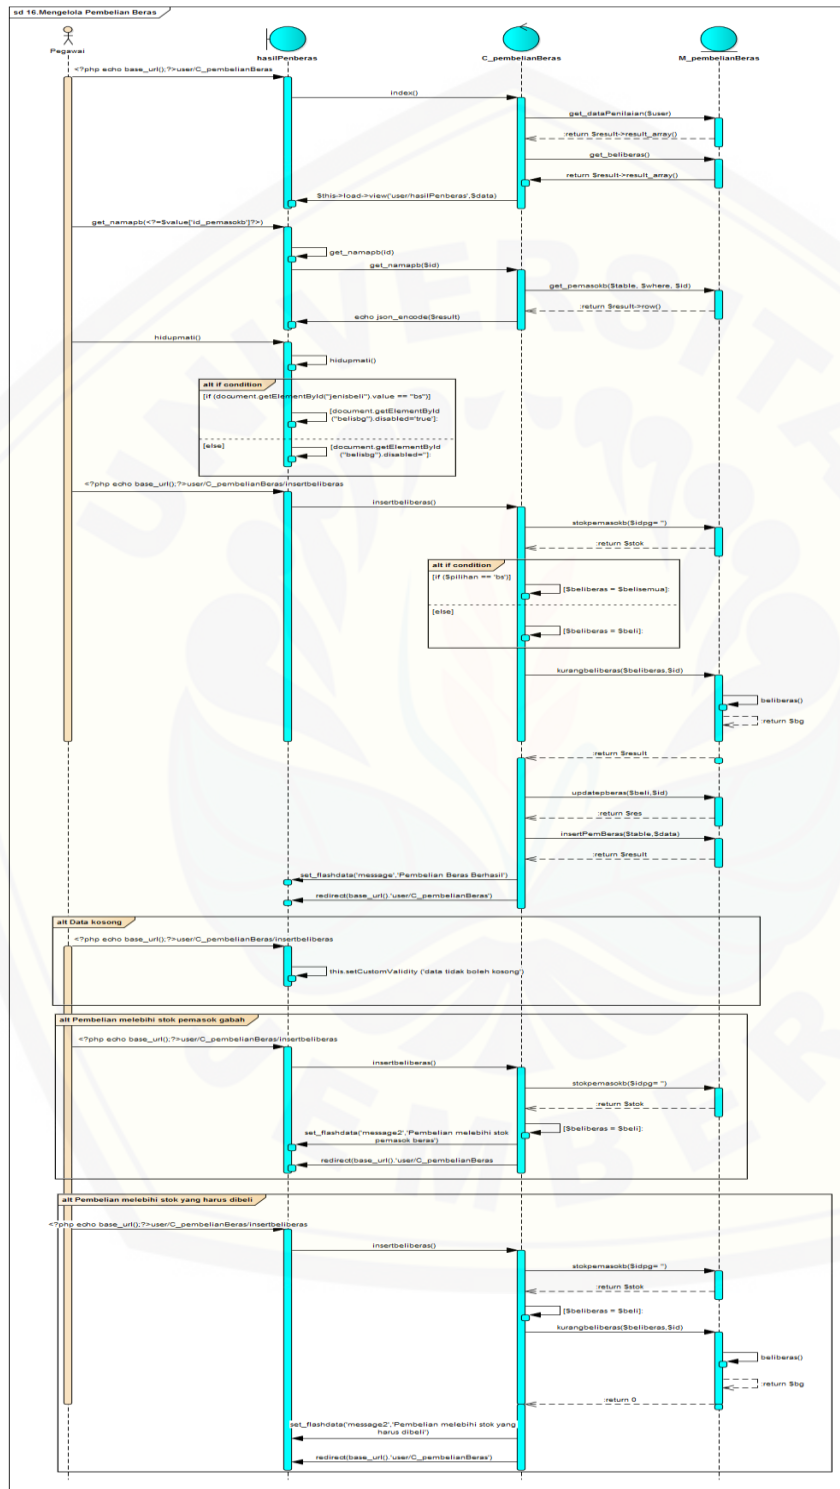 sd 16.Mengelola Pembelian Beras
Pegawai
hasilPenberas
C_pembelianBeras
M_pembelianBeras
<?php echo base_url();?>user/C_pembelianBeras
index()
get_dataPenilaian($user)
:return $result->result_array()
get_beliberas()
return $result->result_array()
$this->load->view('user/hasilPenberas',$data)
get_namapb(<?=$value['id_pemasokb']?>)
get_namapb(id)
get_namapb($id)
get_pemasokb($table, $where, $id)
:return $result->row()
echo json_encode($result)
hidupmati()
hidupmati()
alt if condition
[if (document.getElementById("jenisbeli").value == "bs")]
[document.getElementById
("belisbg").disabled='true']:
[else]
[document.getElementById
("belisbg").disabled='']:
<?php echo base_url();?>user/C_pembelianBeras/insertbeliberas
insertbeliberas()
stokpemasokb($idpg= '')
:return $stok
alt if condition
[if ($pilihan == 'bs')]
[$beliberas = $belisemua]:
[else]
[$beliberas = $beli]:
kurangbeliberas($beliberas,$id)
beliberas()
:return $bg
:return $result
updatepberas($beli,$id)
:return $res
insertPemBeras($table,$data)
:return $result
set_flashdata('message','Pembelian Beras Berhasil')
redirect(base_url().'user/C_pembelianBeras')
alt Data kosong
<?php echo base_url();?>user/C_pembelianBeras/insertbeliberas
this.setCustomValidity ('data tidak boleh kosong')
alt Pembelian melebihi stok pemasok gabah
<?php echo base_url();?>user/C_pembelianBeras/insertbeliberas
insertbeliberas()
stokpemasokb($idpg= '')
:return $stok
[$beliberas = $beli]:
set_flashdata('message2','Pembelian melebihi stok
pemasok beras')
redirect(base_url().'user/C_pembelianBeras
alt Pembelian melebihi stok yang harus dibeli
<?php echo base_url();?>user/C_pembelianBeras/insertbeliberas
insertbeliberas()
stokpemasokb($idpg= '')
:return $stok
[$beliberas = $beli]:
kurangbeliberas($beliberas,$id)
beliberas()
:return $bg
:return 0
set_flashdata('message2','Pembelian melebihi stok yang
harus dibeli')
redirect(base_url().'user/C_pembelianBeras')
UNIVERSITA
EMBER